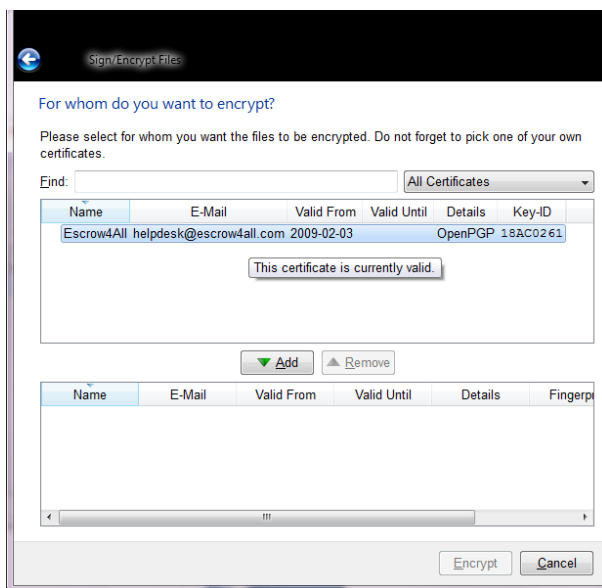 Sign/Encrypt Files
For whom do you want to encrypt?
Please select for whom you want the files to be encrypted. Do not forget to pick one of your own
certificates.
Find: All Certificates
Name E-Mail Valid From Valid Until Details Key-ID
Escrow4All helpdesk@escrow4all.com 2009-02-03 OpenPGP 18AC0261
This certificate is currently valid.
Add Remove
Name E-Mail Valid From Valid Until Details Fingerpr
Encrypt Cancel